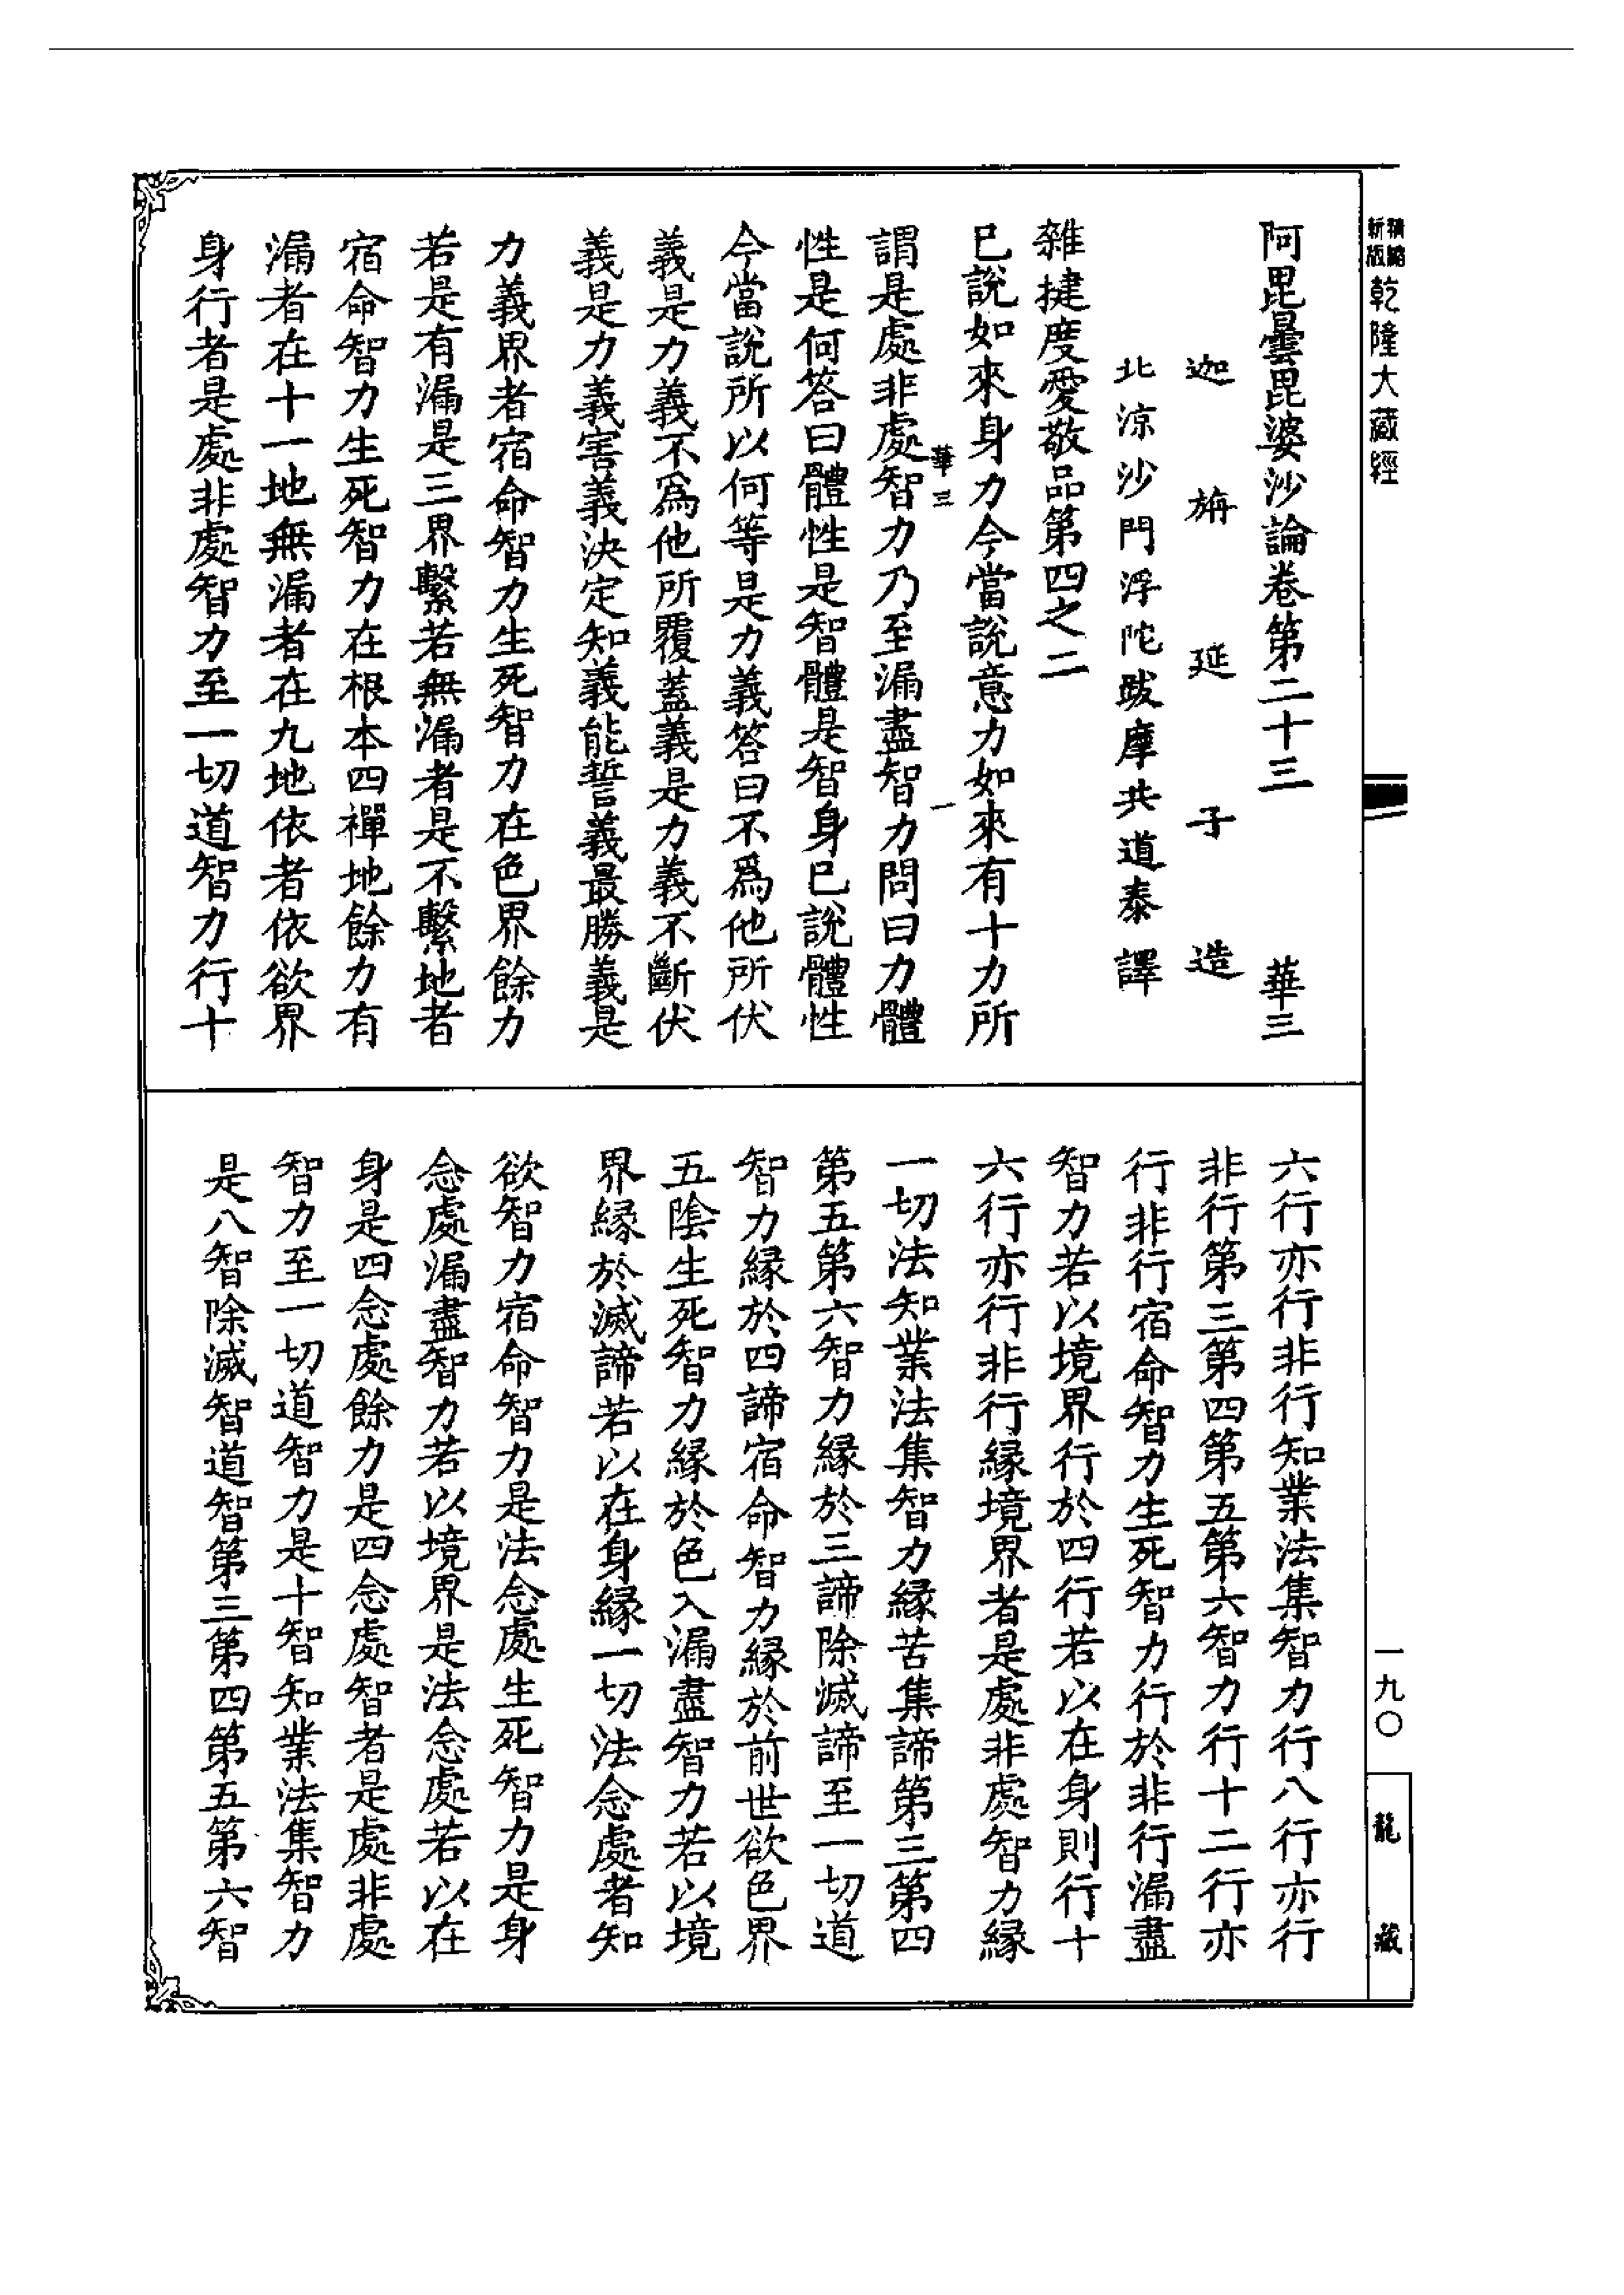 精縮
新版
乾隆大藏經
一九〇
龍藏
阿毘曇毘婆沙論卷第二十三 華三
迦旃延子造
北涼沙門浮陀跋摩共道泰譯
雜揵度愛敬品第四之二
已說如來身力今當說意力如來有十力所
謂是處非處智力乃至漏盡智力問曰力體
華三 一
性是何答曰體性是智體是智身已說體性
今當說所以何等是力義答曰不爲他所伏
義是力義不爲他所覆蓋義是力義不斷伏
義是力義害義決定知義能誓義最勝義是
力義界者宿命智力生死智力在色界餘力
若是有漏是三界繫若無漏者是不繫地者
宿命智力生死智力在根本四禪地餘力有
漏者在十一地無漏者在九地依者依欲界
身行者是處非處智力至一切道智力行十
六行亦行非行知業法集智力行八行亦行
非行第三第四第五第六智力行十二行亦
行非行宿命智力生死智力行於非行漏盡
智力若以境界行於四行若以在身則行十
六行亦行非行緣境界者是處非處智力緣
一切法知業法集智力緣苦集諦第三第四
第五第六智力緣於三諦除滅諦至一切道
智力緣於四諦宿命智力緣於前世欲色界
五陰生死智力緣於色入漏盡智力若以境
界緣於滅諦若以在身緣一切法念處者知
欲智力宿命智力是法念處生死智力是身
念處漏盡智力若以境界是法念處若以在
身是四念處餘力是四念處智者是處非處
智力至一切道智力是十智知業法集智力
是八智除滅智道智第三第四第五第六智